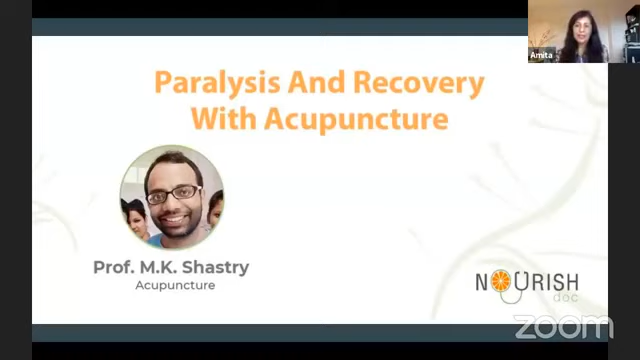 Amita
Paralysis And Recovery
With Acupuncture
Prof. M.K. Shastry
Acupuncture
NOURISH
doc
zoom